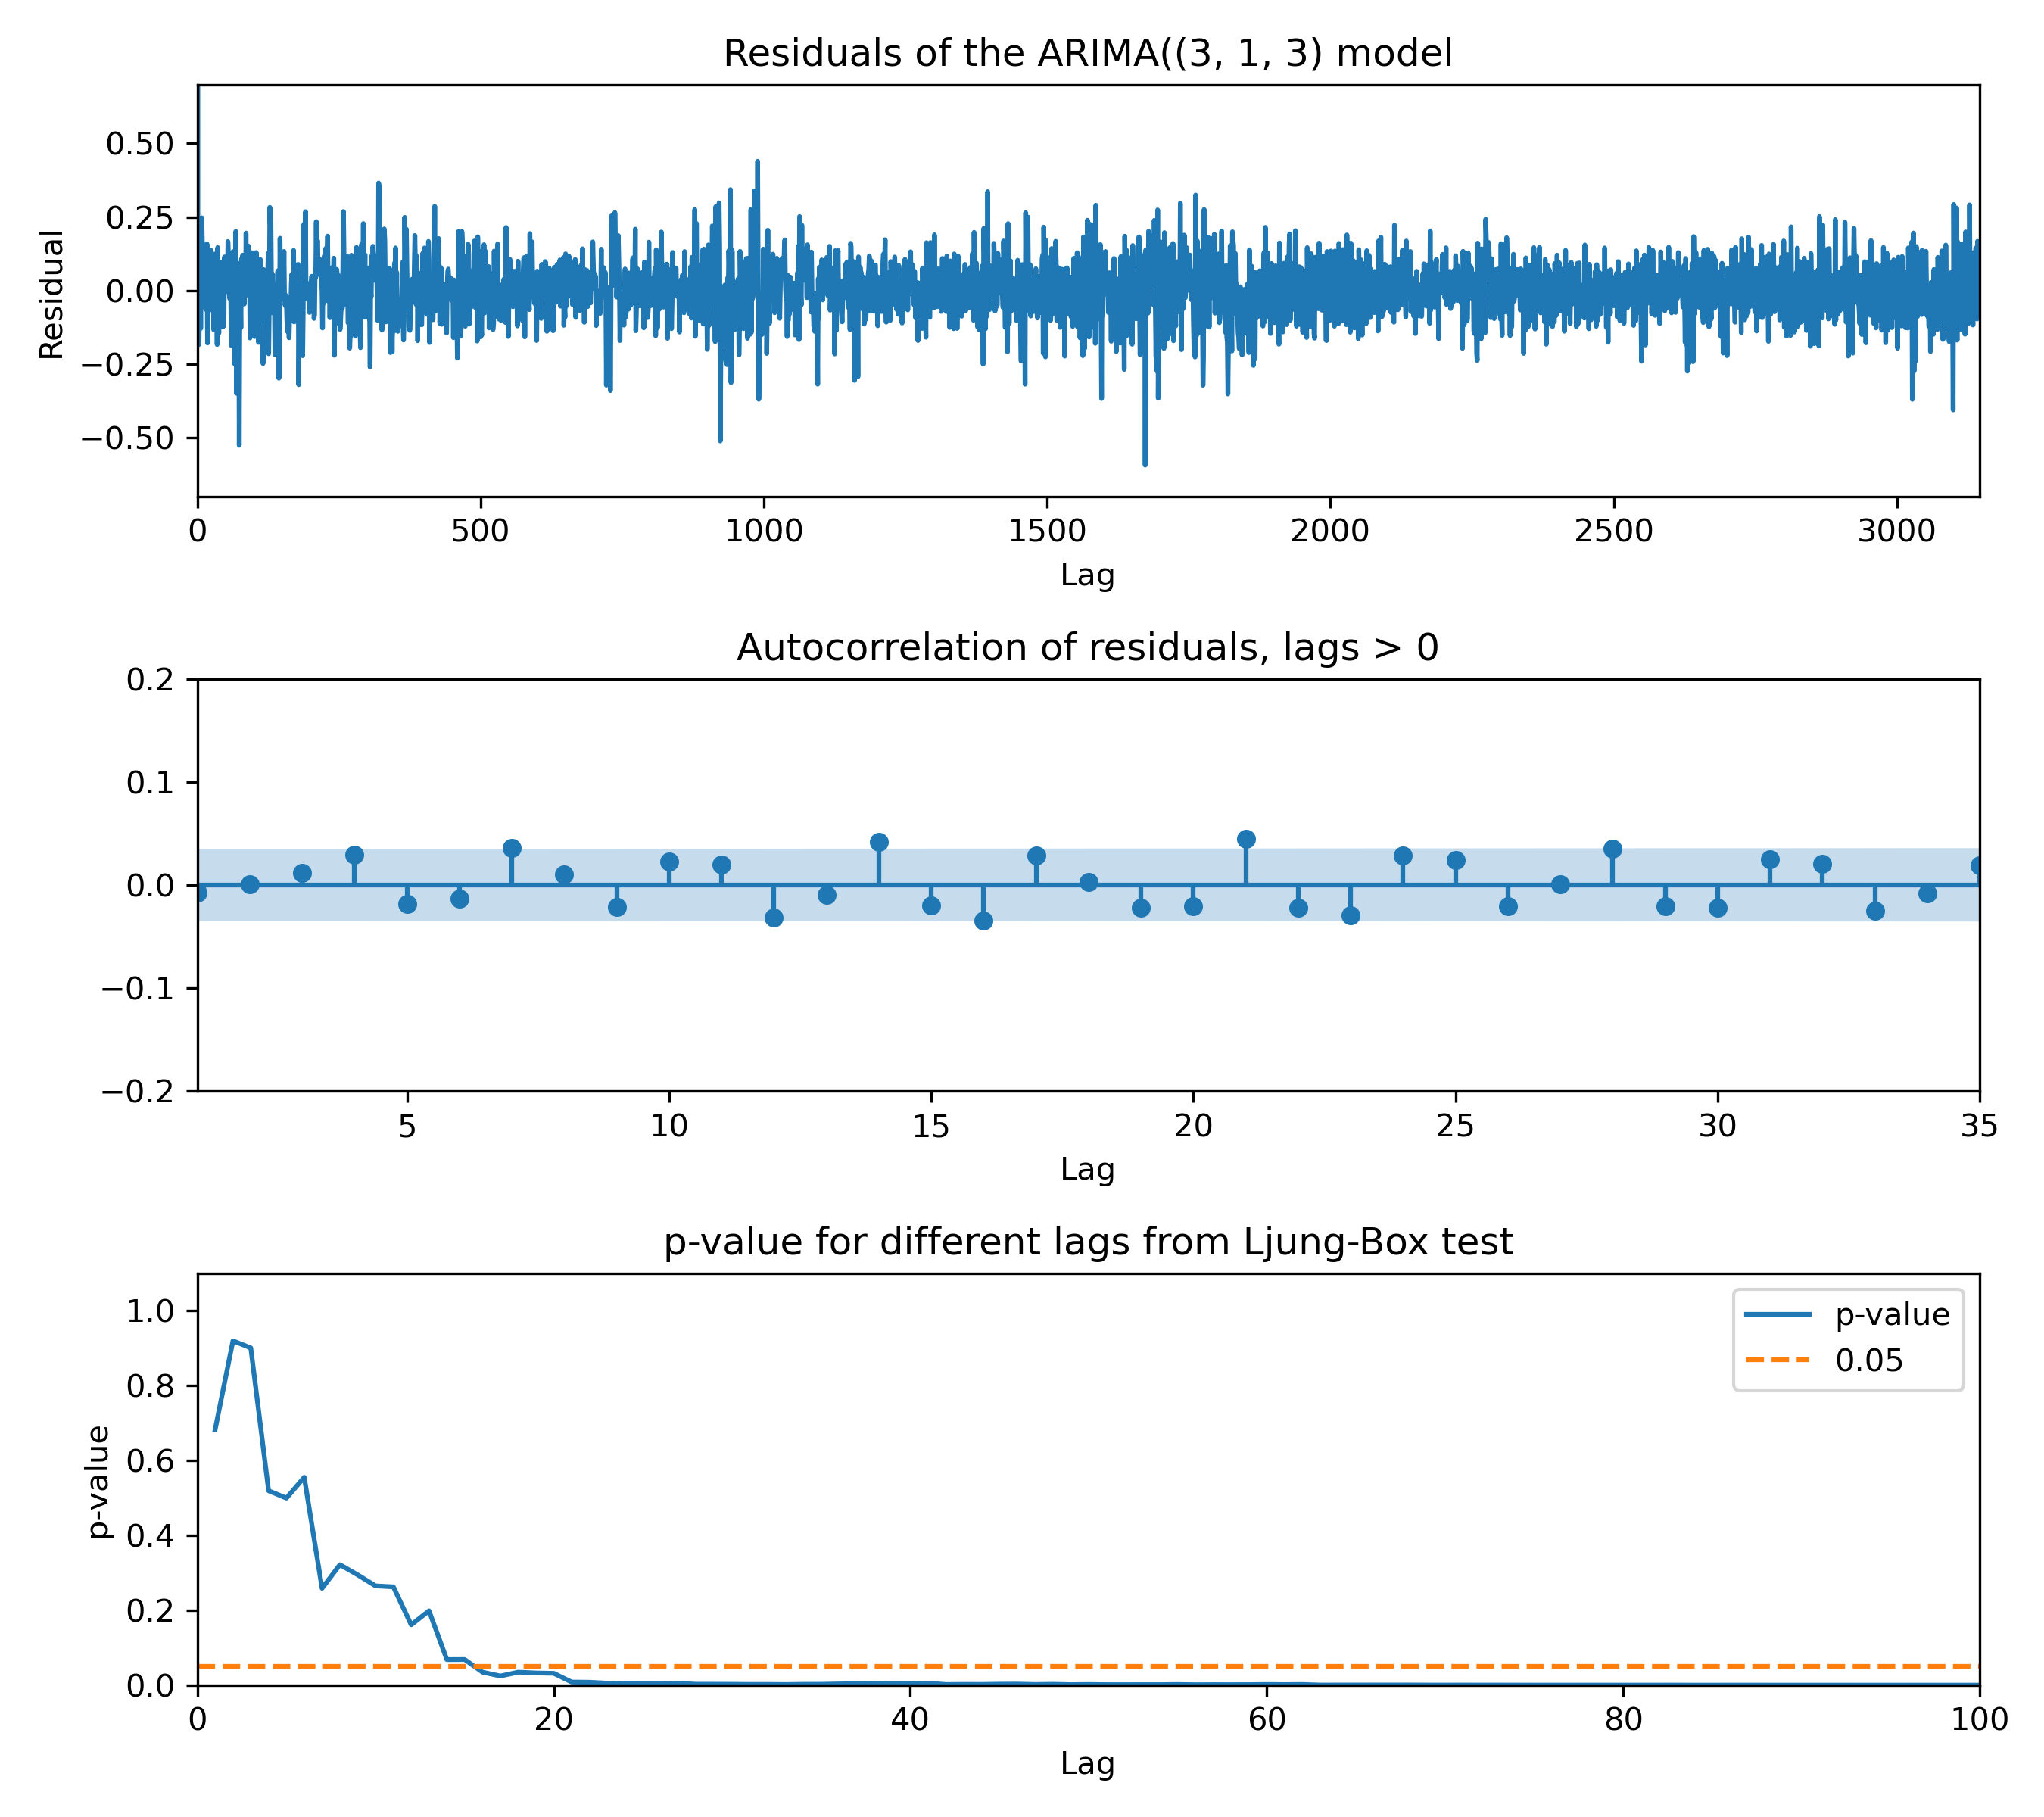 Residuals of the ARIMA((3, 1, 3) model
0.50
0.25
0.00
−0.25
−0.50
Residual
0 500 1000 1500 2000 2500 3000
Lag
Autocorrelation of residuals, lags > 0
0.2
0.1
0.0
−0.1
−0.2
5 10 15 20 25 30 35
Lag
p-value for different lags from Ljung-Box test
1.0
0.8
0.6
0.4
0.2
0.0
p-value
p-value
0.05
0 20 40 60 80 100
Lag